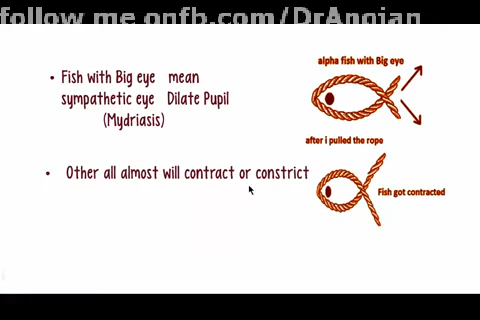 follow me onfb.com/DrAnqian
• Fish with Big eye mean
sympathetic eye Dilate Pupil
(Mydriasis)
• Other all almost will contract or constrict
alpha fish with Big eye
after i pulled the rope
Fish got contracted